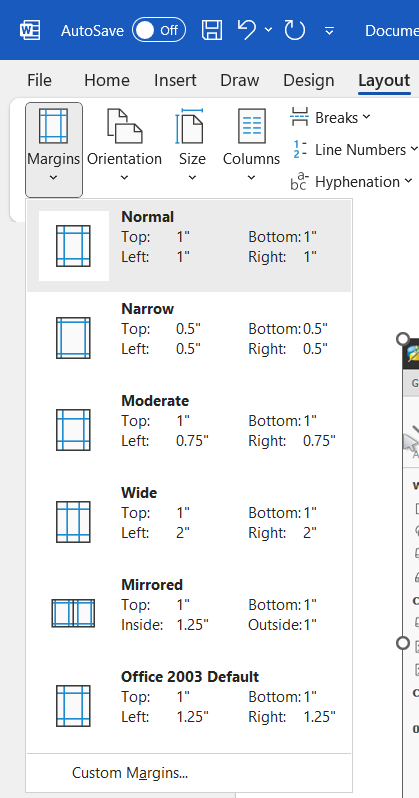 AutoSave Off Docume
File Home Insert Draw Design Layout
Margins Orientation Size Columns
Breaks
Line Numbers
Hyphenation
Normal
Top: 1" Bottom: 1"
Left: 1" Right: 1"
Narrow
Top: 0.5" Bottom: 0.5"
Left: 0.5" Right: 0.5"
Moderate
Top: 1" Bottom: 1"
Left: 0.75" Right: 0.75"
Wide
Top: 1" Bottom: 1"
Left: 2" Right: 2"
Mirrored
Top: 1" Bottom: 1"
Inside: 1.25" Outside: 1"
Office 2003 Default
Top: 1" Bottom: 1"
Left: 1.25" Right: 1.25"
Custom Margins...